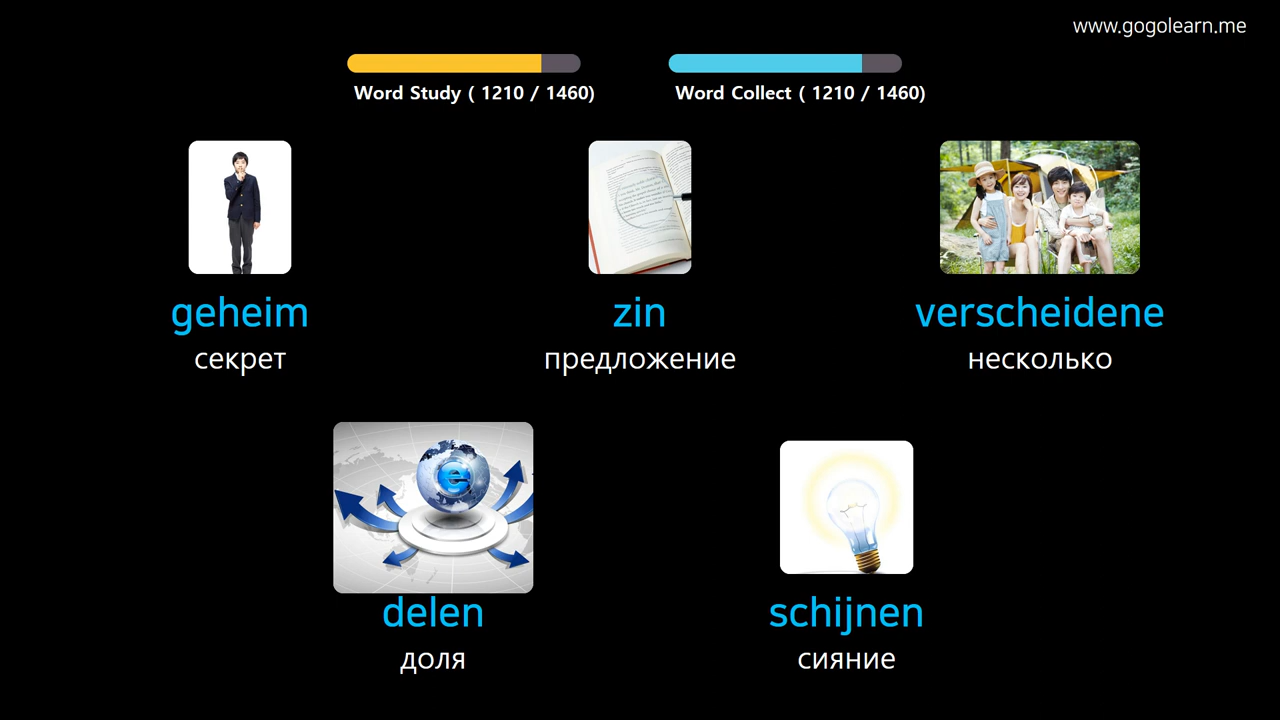 www.gogolearn.me
Word Study ( 1210 / 1460)
Word Collect ( 1210 / 1460)
geheim
секрет
zin
предложение
verscheidene
несколько
e
delen
доля
schijnen
сияние